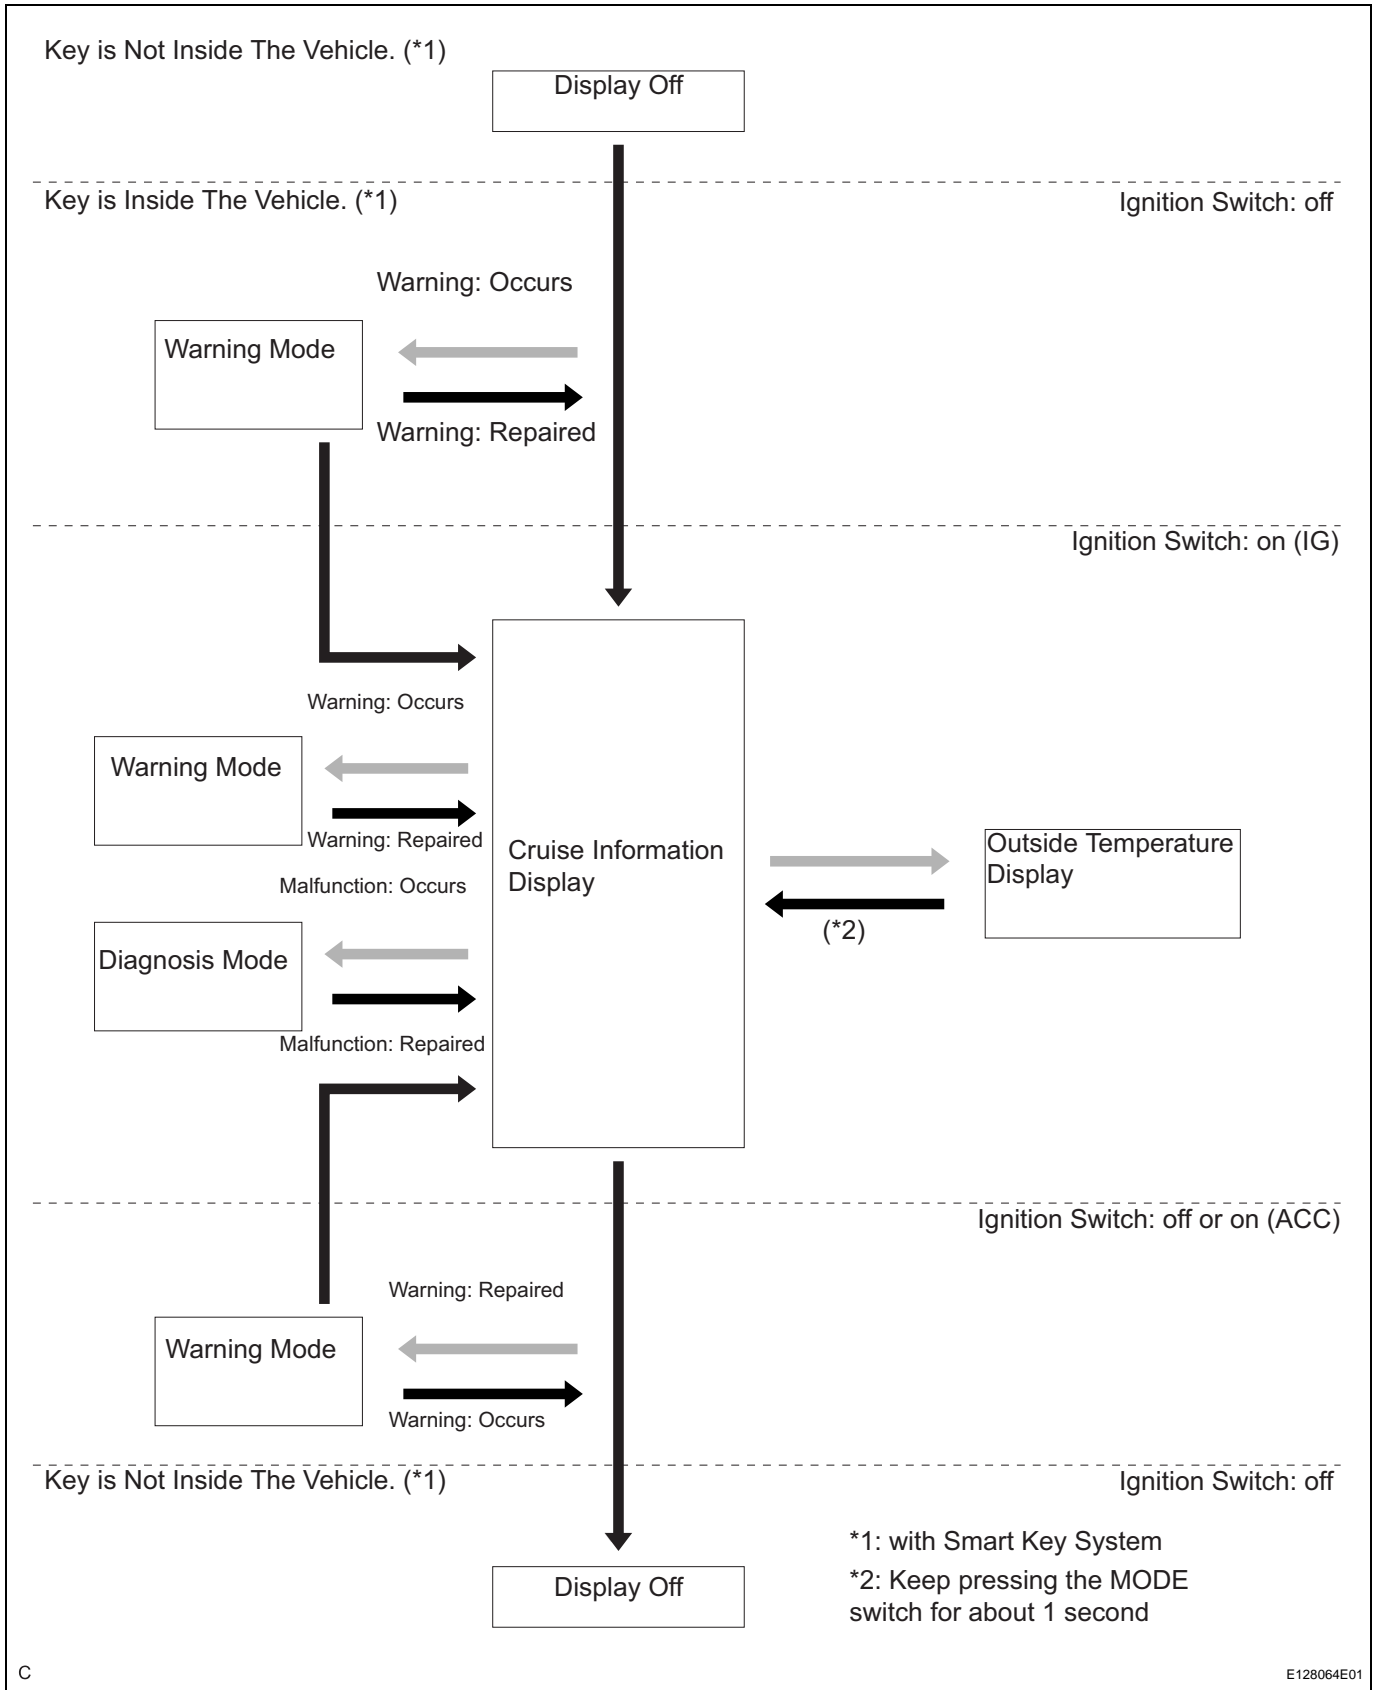 Key is Not Inside The Vehicle. (*1)
Display Off
Key is Inside The Vehicle. (*1)
Ignition Switch: off
Warning: Occurs
Warning Mode
Warning: Repaired
Ignition Switch: on (IG)
Warning: Occurs
Warning Mode
Warning: Repaired
Cruise Information
Display
Outside Temperature
Display
Malfunction: Occurs
(*2)
Diagnosis Mode
Malfunction: Repaired
Ignition Switch: off or on (ACC)
Warning: Repaired
Warning Mode
Warning: Occurs
Key is Not Inside The Vehicle. (*1)
Ignition Switch: off
*1: with Smart Key System
Display Off
*2: Keep pressing the MODE
switch for about 1 second
C
E128064E01